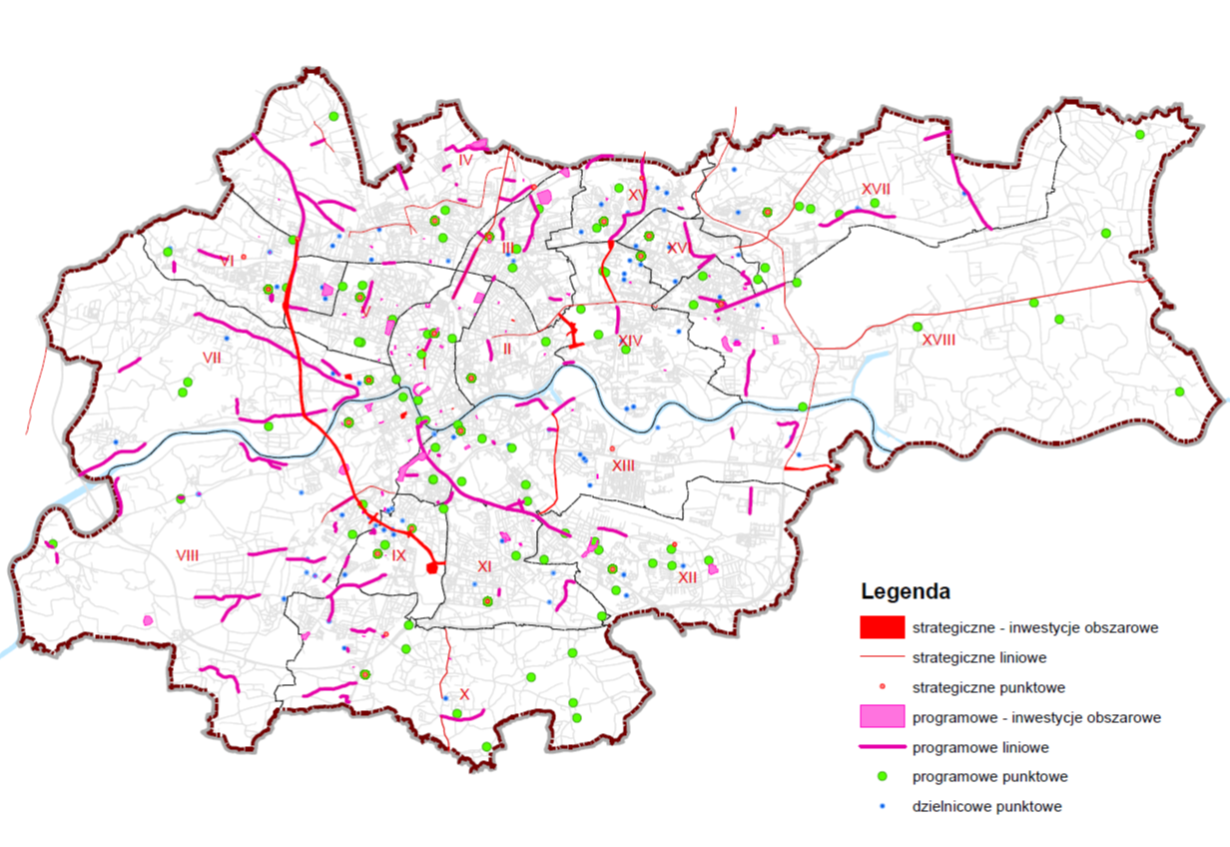 IV
XV
XVII
III
XVI
VI
V
II
XIV
XVIII
VII
XIII
VIII
IX
XI
XII
X
Legenda
strategiczne - inwestycje obszarowe
strategiczne liniowe
strategiczne punktowe
programowe - inwestycje obszarowe
programowe liniowe
programowe punktowe
dzielnicowe punktowe